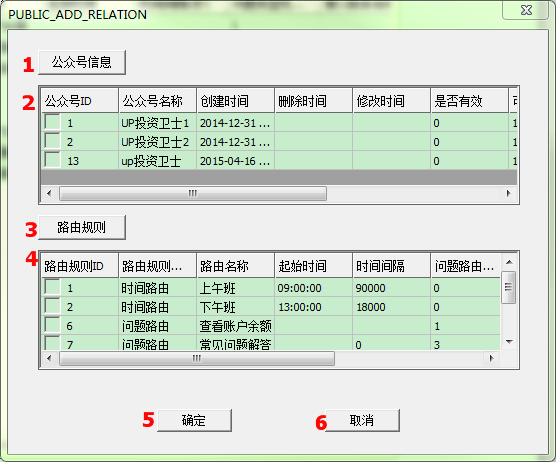 PUBLIC_ADD_RELATION
1 公众号信息
2 公众号ID 公众号名称 创建时间 删除时间 修改时间 是否有效
1 UP投资卫士1 2014-12-31 ... 0 1
2 UP投资卫士2 2014-12-31 ... 0 1
13 up投资卫士 2015-04-16 ... 0 1
3 路由规则
4 路由规则ID 路由规则... 路由名称 起始时间 时间间隔 问题路由...
1 时间路由 上午班 09:00:00 90000 0
2 时间路由 下午班 13:00:00 18000 0
6 问题路由 查看账户余额 1
7 问题路由 常见问题解答 0 3
5 确定 6 取消